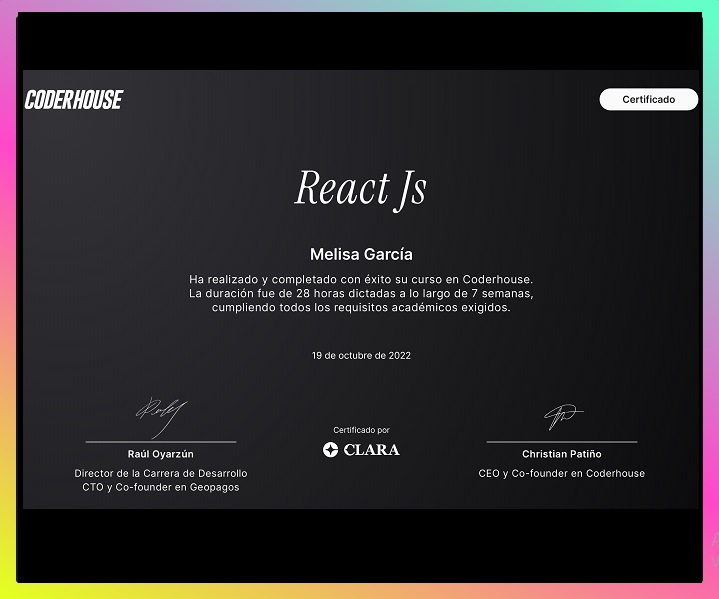 CODERHOUSE
Certificado
React Js
Melisa García
Ha realizado y completado con éxito su curso en Coderhouse.
La duración fue de 28 horas dictadas a lo largo de 7 semanas,
cumpliendo todos los requisitos académicos exigidos.
19 de octubre de 2022
Certificado por
CLARA
Raúl Oyarzún
Director de la Carrera de Desarrollo
CTO y Co-founder en Geopagos
Christian Patiño
CEO y Co-founder en Coderhouse